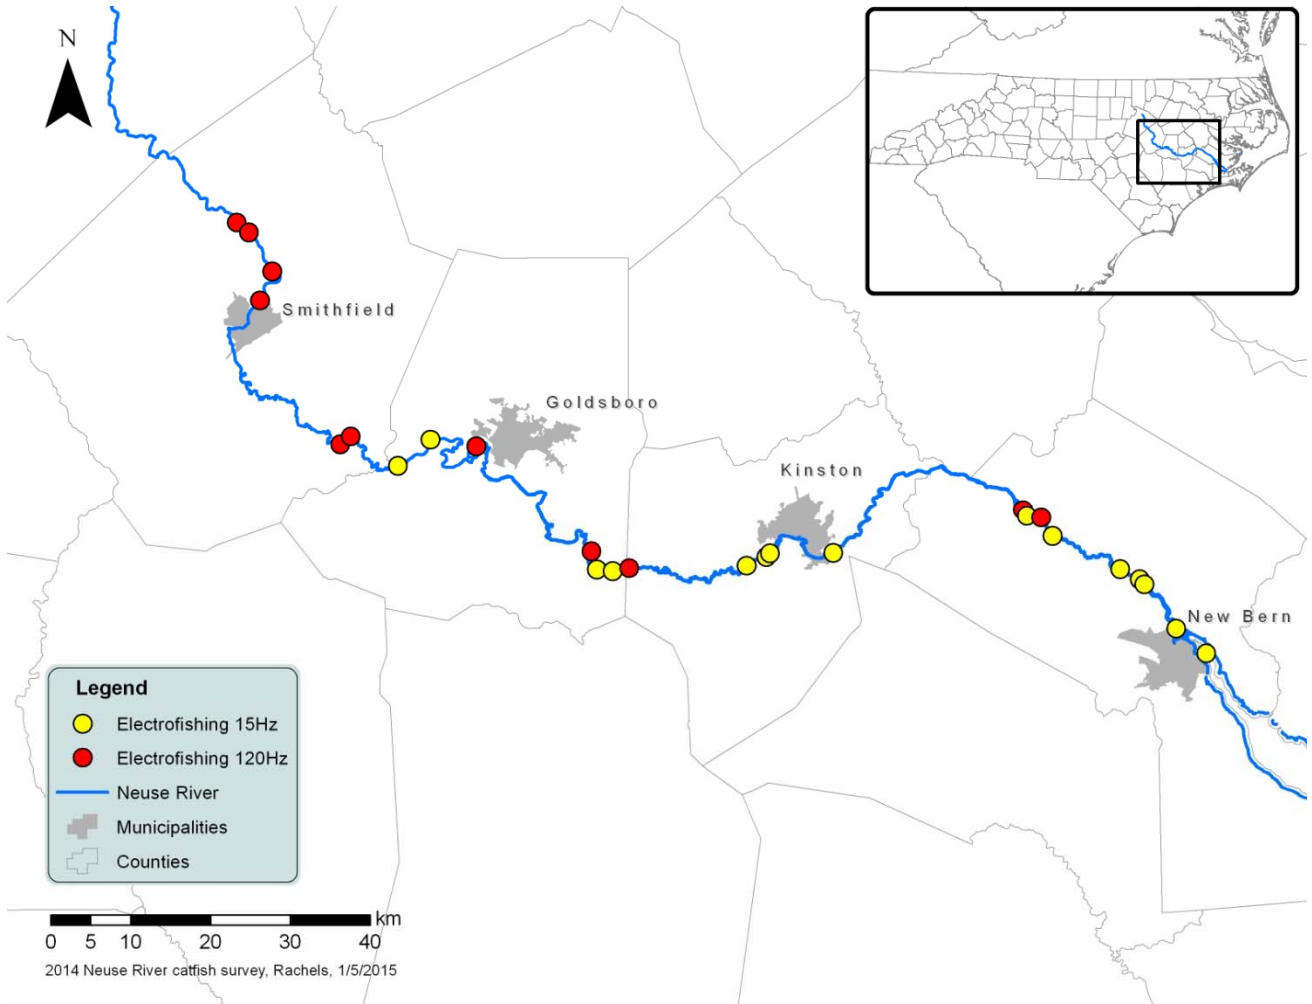 N
Smithfield
Goldsboro
Kinston
New Bern
Legend
Electrofishing 15Hz
Electrofishing 120Hz
Neuse River
Municipalities
Counties
km
0 5 10 20 30 40
2014 Neuse River catfish survey, Rachels, 1/5/2015